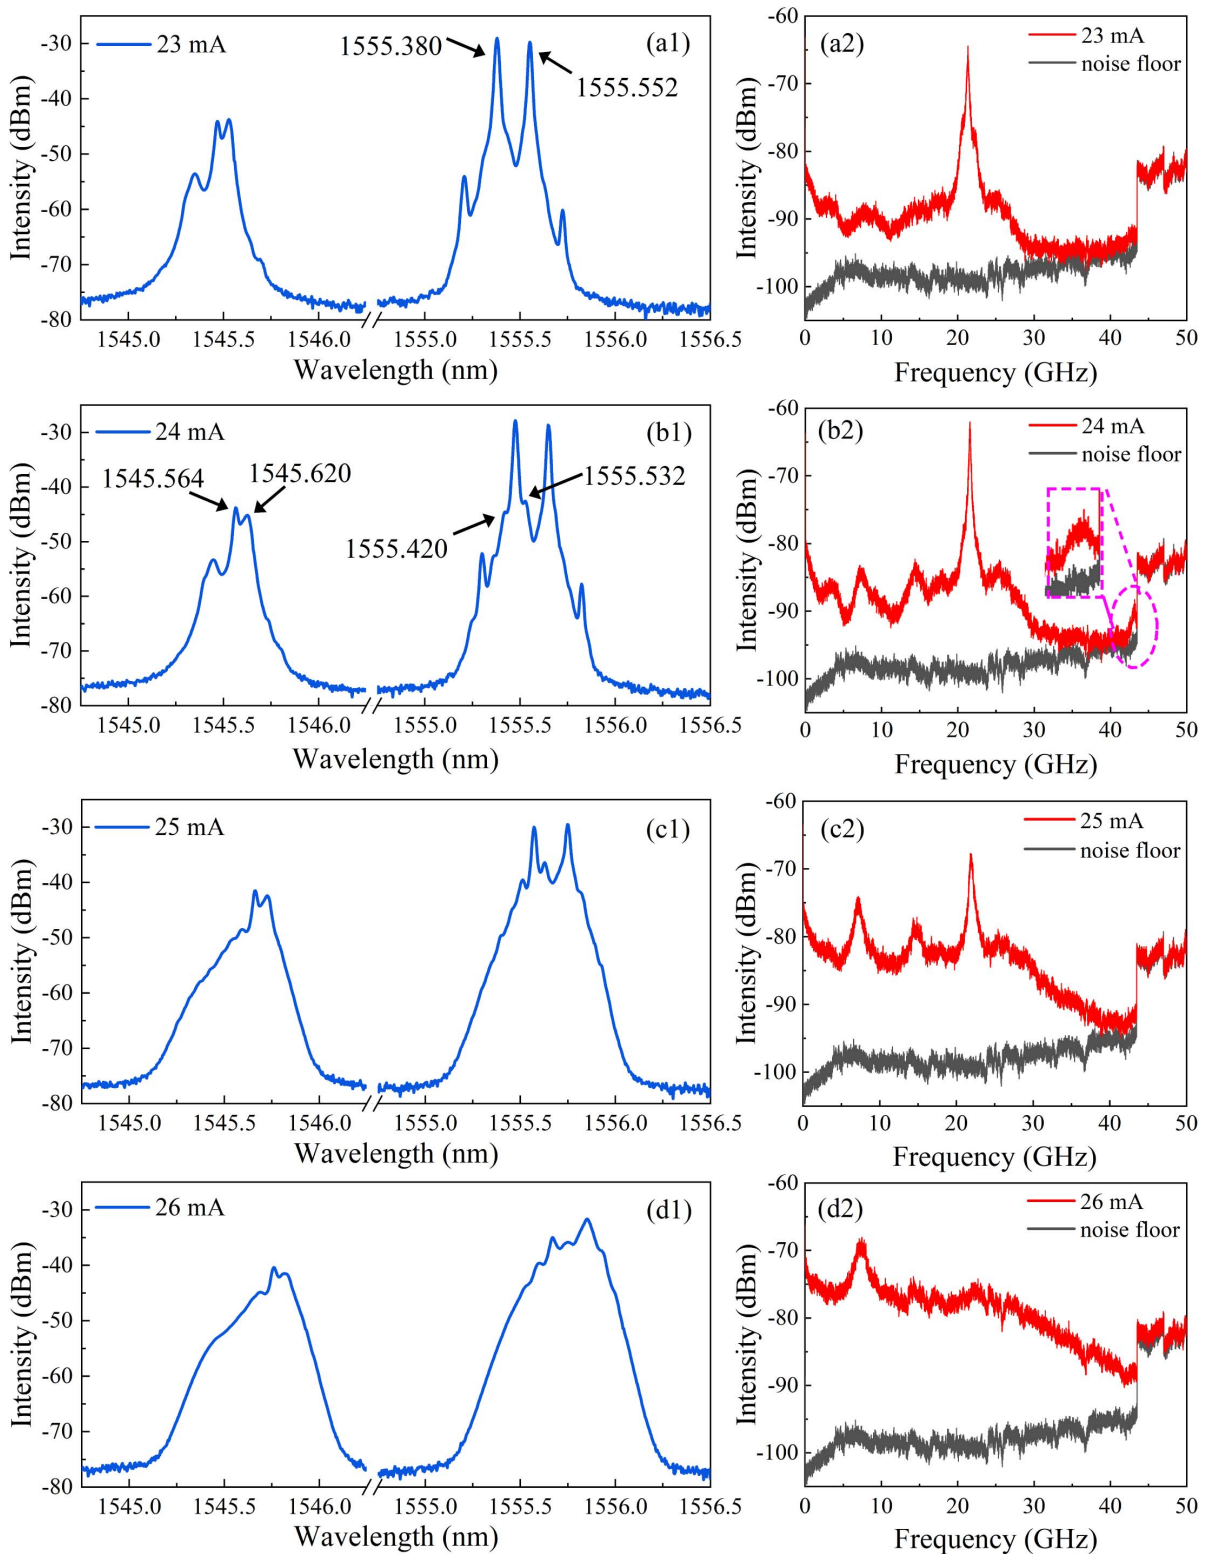 -30
-40
-50
-60
-70
-80
Intensity (dBm)
23 mA
(a1)
1555.380
1555.552
1545.0 1545.5 1546.0 1555.0 1555.5 1556.0 1556.5
Wavelength (nm)
-60
-70
-80
-90
-100
Intensity (dBm)
(a2)
23 mA
noise floor
0 10 20 30 40 50
Frequency (GHz)
-30
-40
-50
-60
-70
-80
Intensity (dBm)
24 mA
(b1)
1545.564
1545.620
1555.532
1555.420
1545.0 1545.5 1546.0 1555.0 1555.5 1556.0 1556.5
Wavelength (nm)
-60
-70
-80
-90
-100
Intensity (dBm)
(b2)
24 mA
noise floor
0 10 20 30 40 50
Frequency (GHz)
-30
-40
-50
-60
-70
-80
Intensity (dBm)
25 mA
(c1)
1545.0 1545.5 1546.0 1555.0 1555.5 1556.0 1556.5
Wavelength (nm)
-60
-70
-80
-90
-100
Intensity (dBm)
(c2)
25 mA
noise floor
0 10 20 30 40 50
Frequency (GHz)
-30
-40
-50
-60
-70
-80
Intensity (dBm)
26 mA
(d1)
1545.0 1545.5 1546.0 1555.0 1555.5 1556.0 1556.5
Wavelength (nm)
-60
-70
-80
-90
-100
Intensity (dBm)
(d2)
26 mA
noise floor
0 10 20 30 40 50
Frequency (GHz)